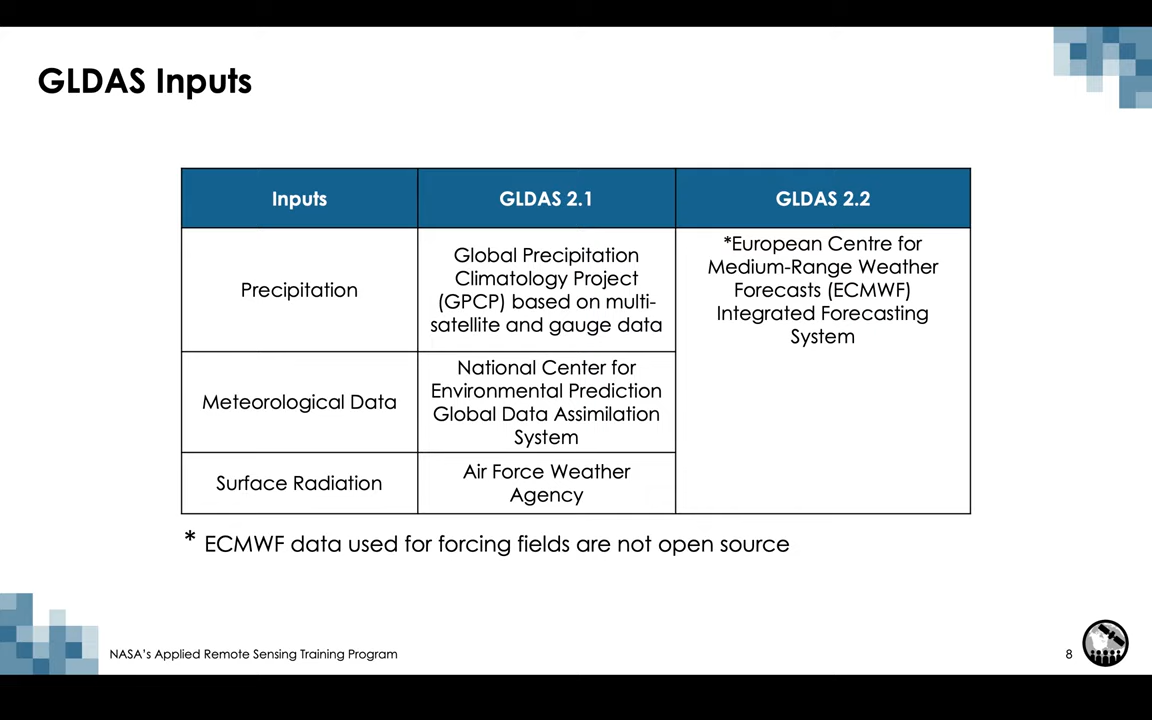 GLDAS Inputs
Inputs
GLDAS 2.1
GLDAS 2.2
Precipitation
Global Precipitation
Climatology Project
(GPCP) based on multi-
satellite and gauge data
*European Centre for
Medium-Range Weather
Forecasts (ECMWF)
Integrated Forecasting
System
Meteorological Data
National Center for
Environmental Prediction
Global Data Assimilation
System
Surface Radiation
Air Force Weather
Agency
* ECMWF data used for forcing fields are not open source
NASA's Applied Remote Sensing Training Program
8